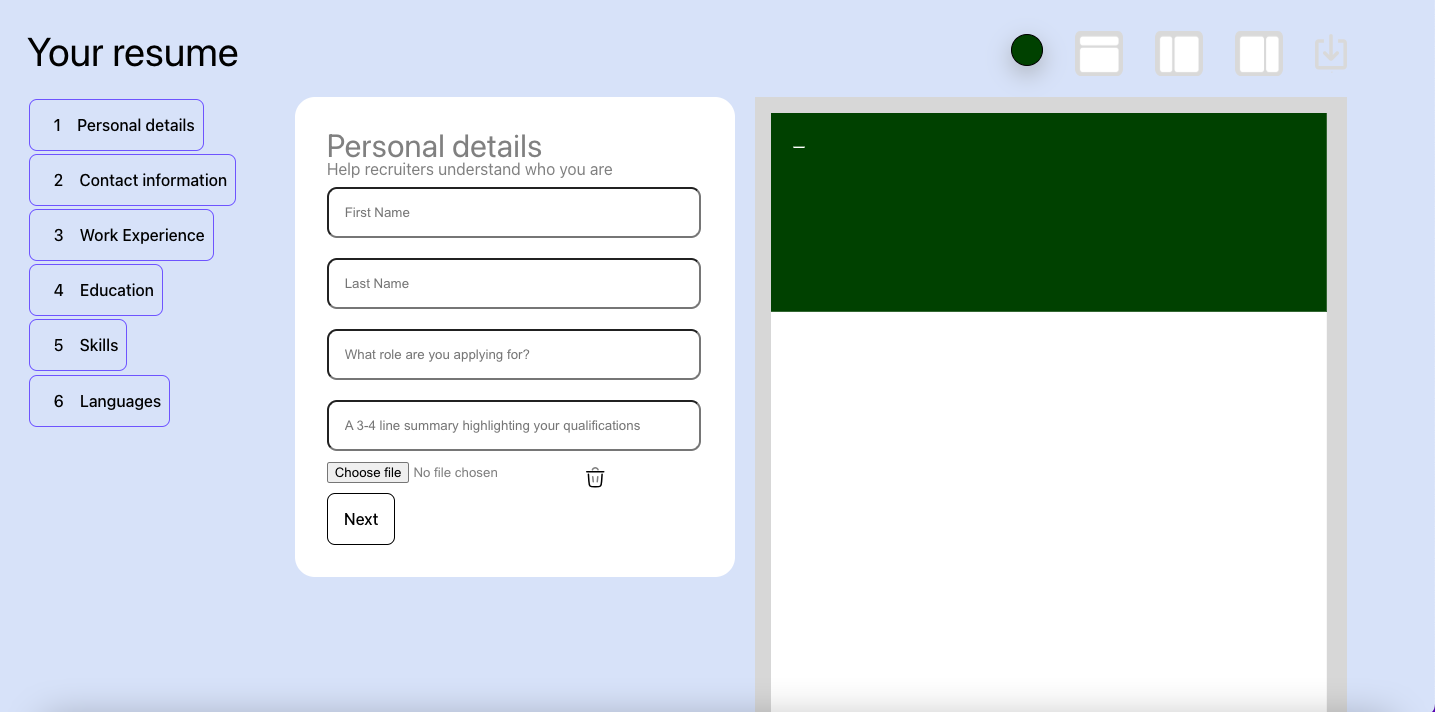 Your resume
1 Personal details
2 Contact information
3 Work Experience
4 Education
5 Skills
6 Languages
Personal details
Help recruiters understand who you are
First Name
Last Name
What role are you applying for?
A 3-4 line summary highlighting your qualifications
Choose file No file chosen
Next
–